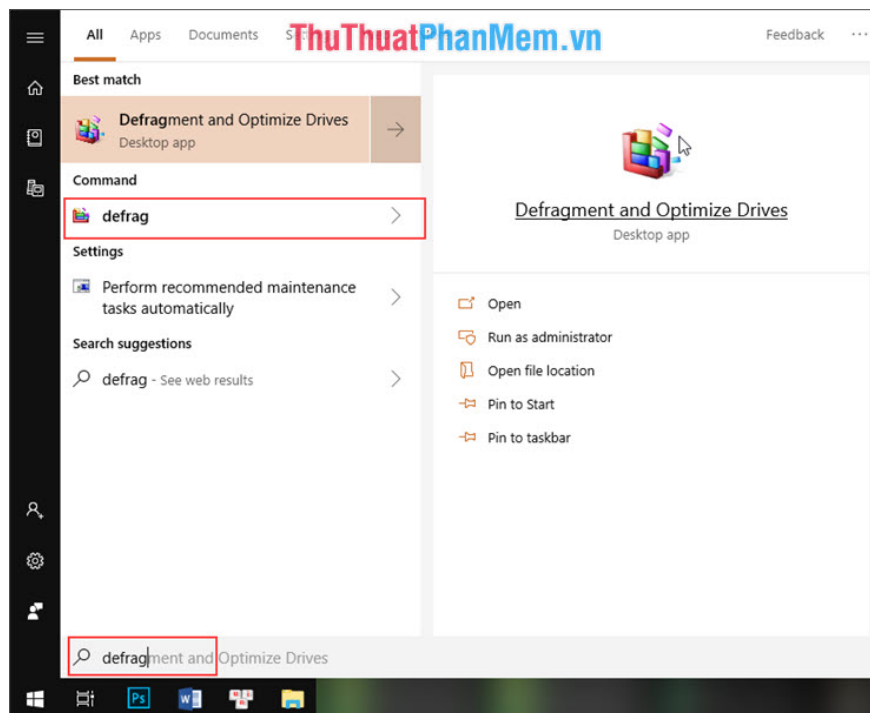 All Apps Documents ThuThuatPhanMem.vn Feedback ...
Best match
Defragment and Optimize Drives
Desktop app
Command
defrag
Settings
Perform recommended maintenance
tasks automatically
Search suggestions
defrag - See web results
Defragment and Optimize Drives
Desktop app
Open
Run as administrator
Open file location
Pin to Start
Pin to taskbar
defragment and Optimize Drives
Ps W